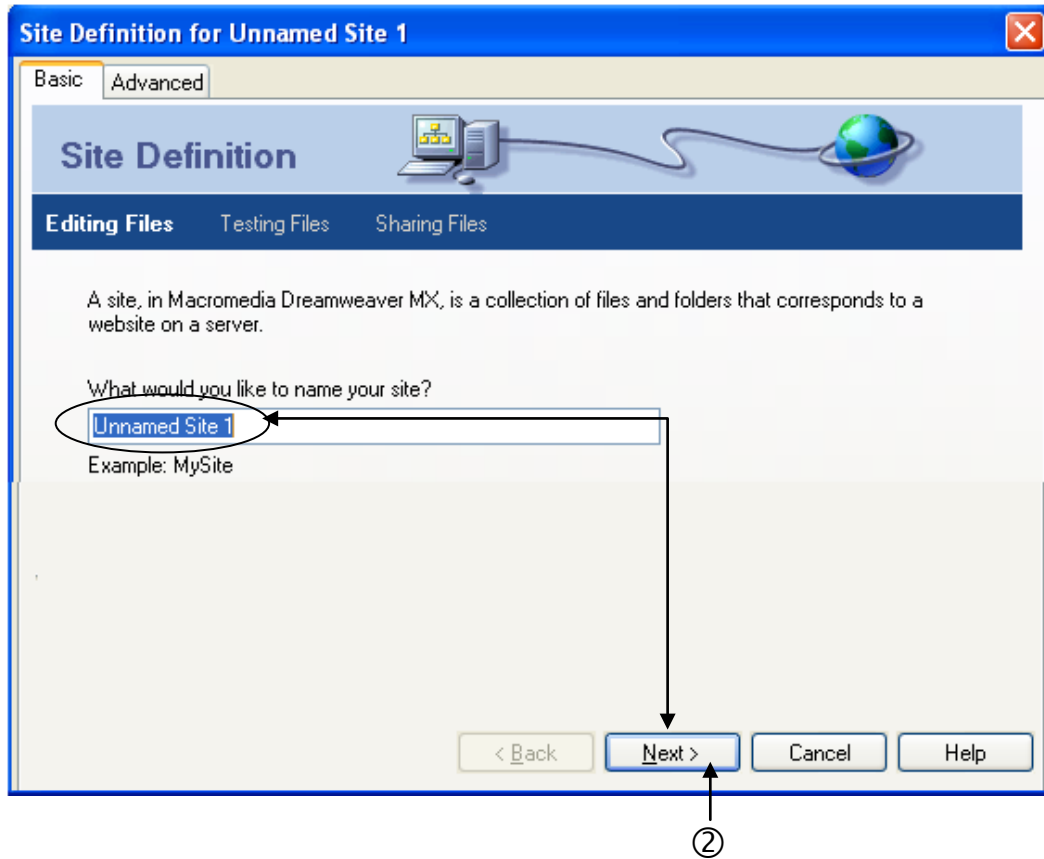 Site Definition for Unnamed Site 1
Basic
Advanced
Site Definition
Editing Files
Testing Files
Sharing Files
A site, in Macromedia Dreamweaver MX, is a collection of files and folders that corresponds to a
website on a server.
What would you like to name your site?
Unnamed Site 1
Example: MySite
< Back
Next >
Cancel
Help
②